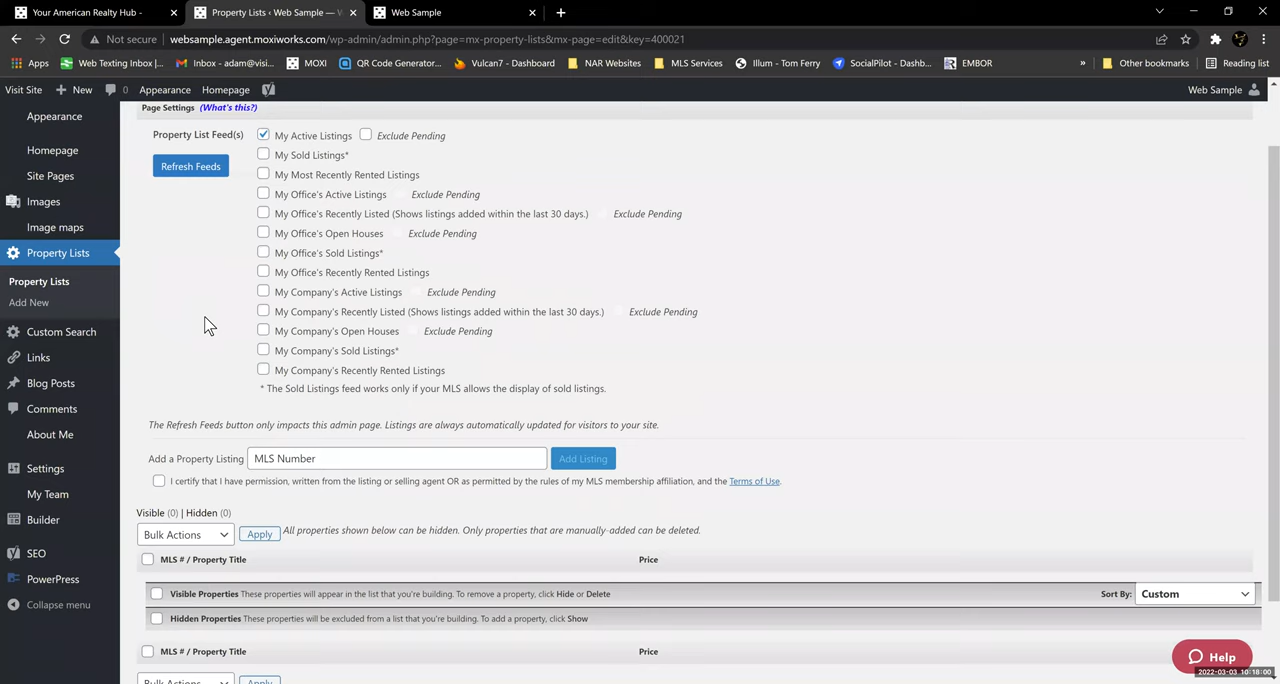 Your American Realty Hub -
Property Lists ‹ Web Sample — W
Web Sample
Not secure
websample.agent.moxiworks.com/wp-admin/admin.php?page=mx-property-lists&mx-page=edit&key=400021
Apps
Web Texting Inbox |...
Inbox - adam@visi...
MOXI
QR Code Generator...
Vulcan7 - Dashboard
NAR Websites
MLS Services
Illum - Tom Ferry
SocialPilot - Dashb...
EMBOR
»
Other bookmarks
Reading list
Visit Site
New
0
Appearance
Homepage
Web Sample
Appearance
Homepage
Site Pages
Images
Image maps
Property Lists
Property Lists
Add New
Custom Search
Links
Blog Posts
Comments
About Me
Settings
My Team
Builder
SEO
PowerPress
Collapse menu
Page Settings (What's this?)
Property List Feed(s)
Refresh Feeds
My Active Listings Exclude Pending
My Sold Listings*
My Most Recently Rented Listings
My Office's Active Listings Exclude Pending
My Office's Recently Listed (Shows listings added within the last 30 days.) Exclude Pending
My Office's Open Houses Exclude Pending
My Office's Sold Listings*
My Office's Recently Rented Listings
My Company's Active Listings Exclude Pending
My Company's Recently Listed (Shows listings added within the last 30 days.) Exclude Pending
My Company's Open Houses Exclude Pending
My Company's Sold Listings*
My Company's Recently Rented Listings
* The Sold Listings feed works only if your MLS allows the display of sold listings.
The Refresh Feeds button only impacts this admin page. Listings are always automatically updated for visitors to your site.
Add a Property Listing MLS Number Add Listing
I certify that I have permission, written from the listing or selling agent OR as permitted by the rules of my MLS membership affiliation, and the Terms of Use.
Visible (0) | Hidden (0)
Bulk Actions Apply All properties shown below can be hidden. Only properties that are manually-added can be deleted.
MLS # / Property Title Price
Visible Properties These properties will appear in the list that you're building. To remove a property, click Hide or Delete Sort By: Custom
Hidden Properties These properties will be excluded from a list that you're building. To add a property, click Show
MLS # / Property Title Price
Bulk Actions Apply
Help
2022-03-03 10:18:00